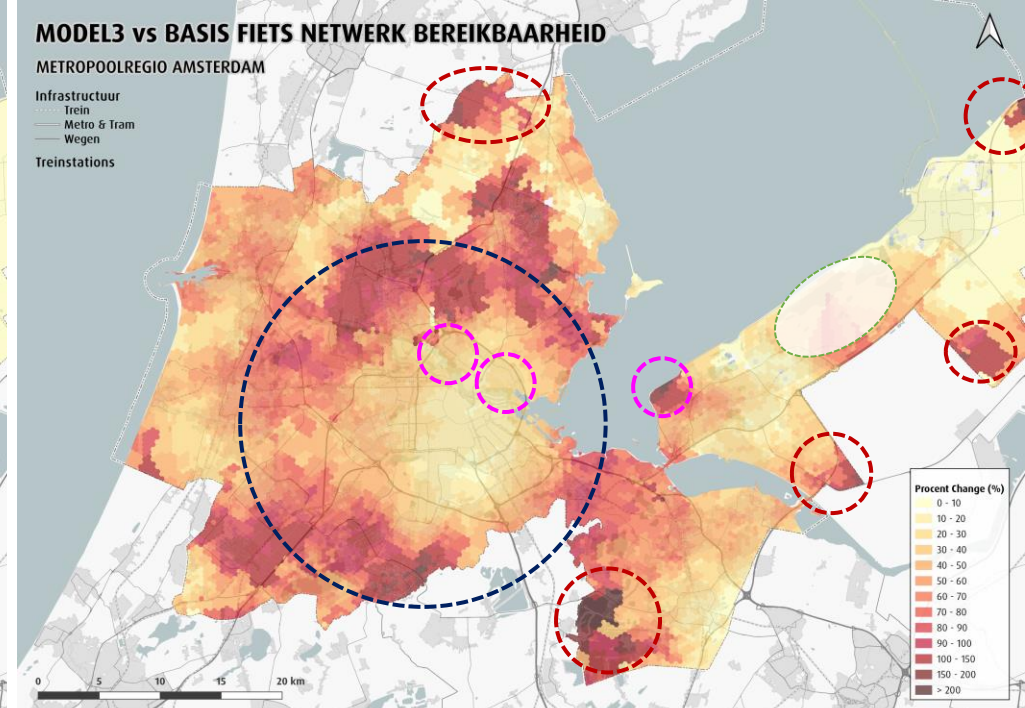 MODEL3 vs BASIS FIETS NETWERK BEREIKBAARHEID
METROPOOLREGIO AMSTERDAM
Infrastructuur
Trein
Metro & Tram
Wegen
Treinstations
Procent Change (%)
0 - 10
10 - 20
20 - 30
30 - 40
40 - 50
50 - 60
60 - 70
70 - 80
80 - 90
90 - 100
100 - 150
150 - 200
> 200
0 5 10 15 20 km